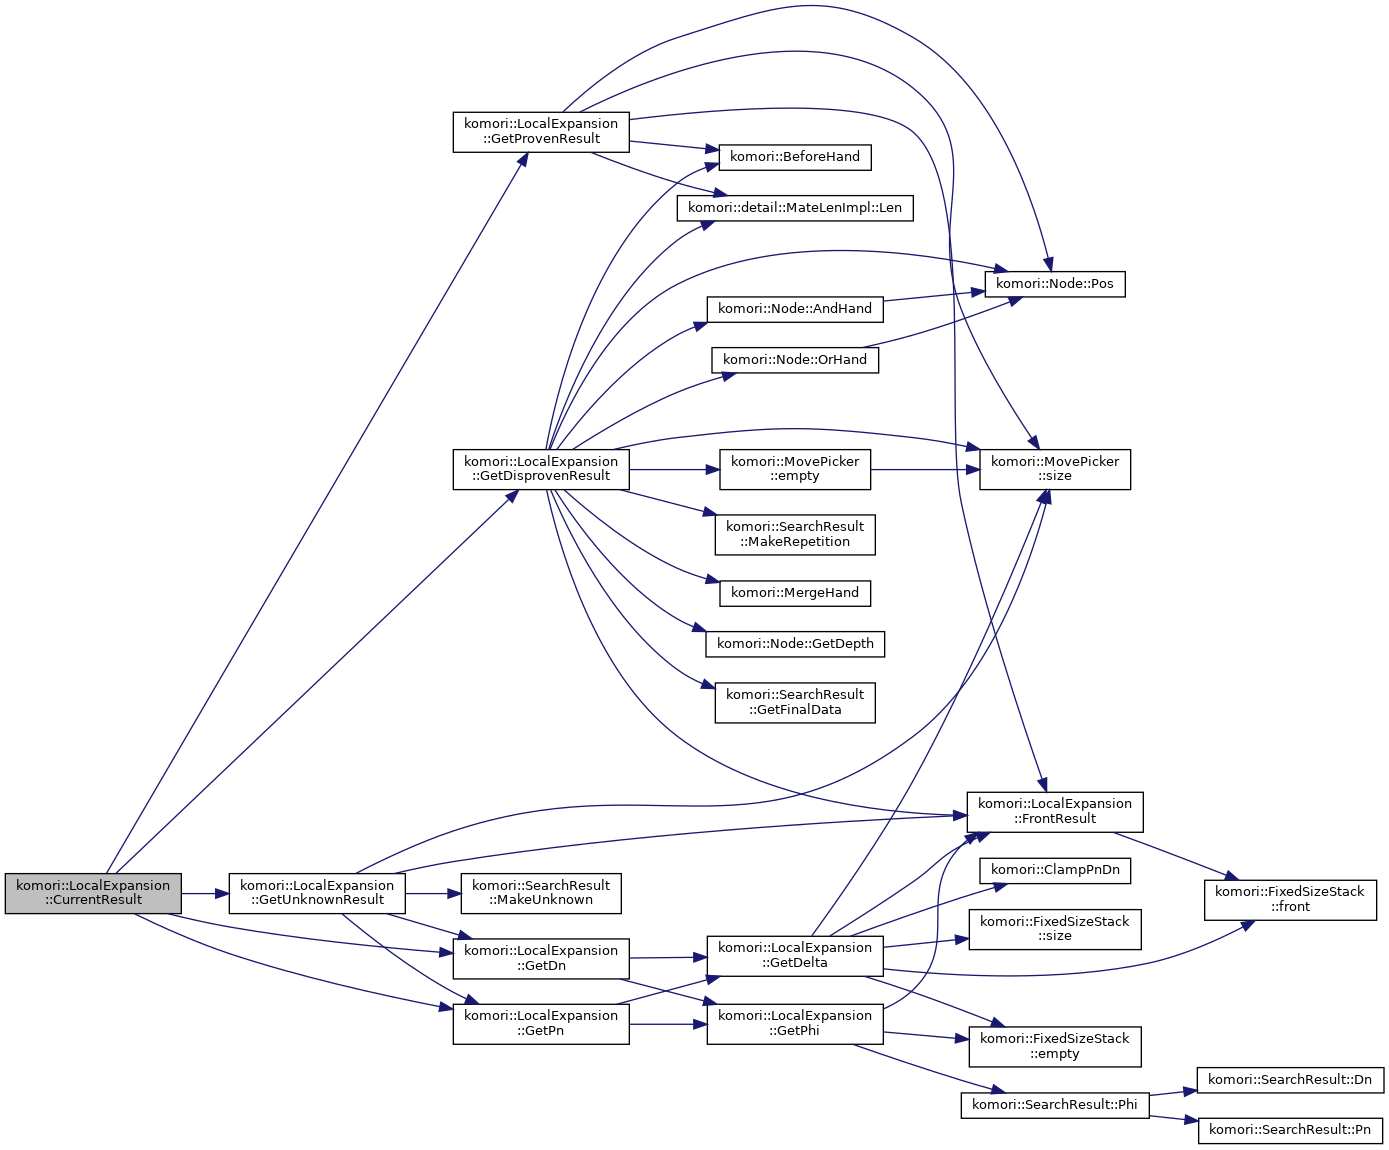 komori::LocalExpansion
::GetProvenResult
komori::BeforeHand
komori::detail::MateLenImpl::Len
komori::Node::Pos
komori::Node::AndHand
komori::Node::OrHand
komori::LocalExpansion
::GetDisprovenResult
komori::MovePicker
::empty
komori::MovePicker
::size
komori::SearchResult
::MakeRepetition
komori::MergeHand
komori::Node::GetDepth
komori::SearchResult
::GetFinalData
komori::LocalExpansion
::FrontResult
komori::LocalExpansion
::CurrentResult
komori::LocalExpansion
::GetUnknownResult
komori::SearchResult
::MakeUnknown
komori::ClampPnDn
komori::FixedSizeStack
::front
komori::FixedSizeStack
::size
komori::LocalExpansion
::GetDn
komori::LocalExpansion
::GetDelta
komori::LocalExpansion
::GetPn
komori::LocalExpansion
::GetPhi
komori::FixedSizeStack
::empty
komori::SearchResult::Dn
komori::SearchResult::Phi
komori::SearchResult::Pn